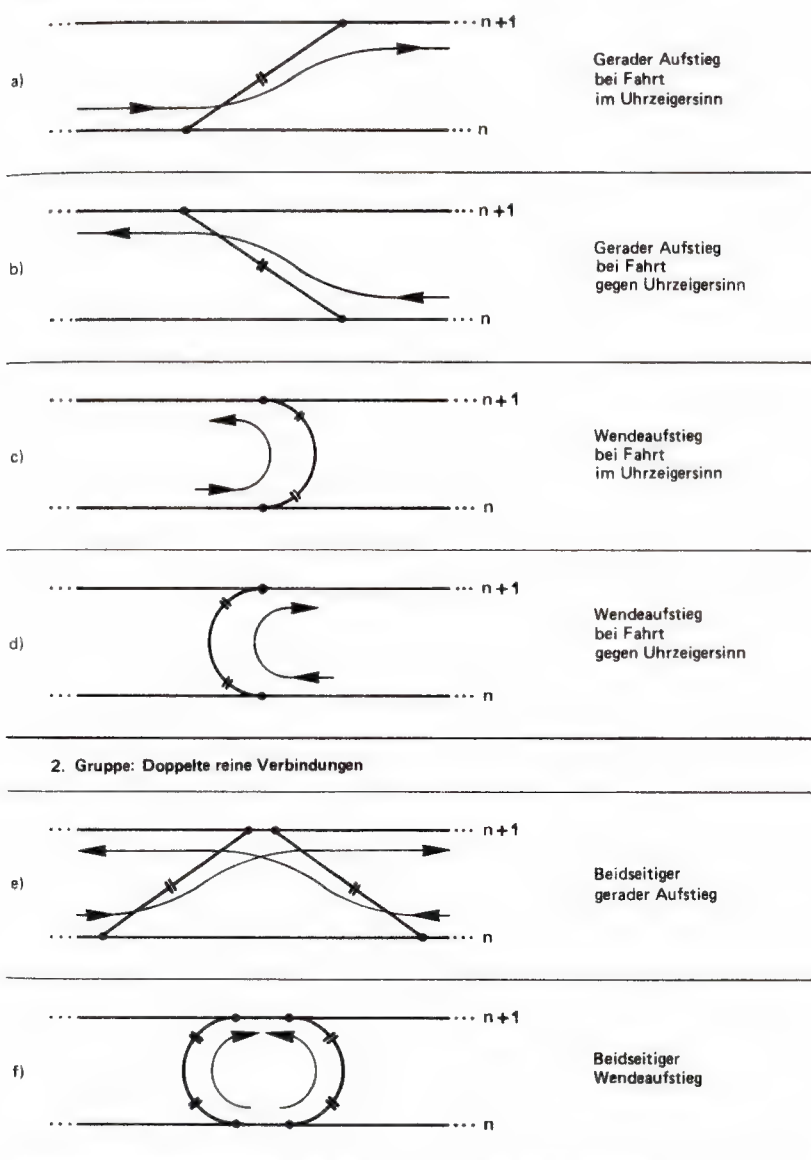 ··· ··· n+1
a)
Gerader Aufstieg
bei Fahrt
im Uhrzeigersinn
··· ··· n
··· ··· n+1
b)
Gerader Aufstieg
bei Fahrt
gegen Uhrzeigersinn
··· ··· n
··· ··· n+1
c)
Wendeaufstieg
bei Fahrt
im Uhrzeigersinn
··· ··· n
··· ··· n+1
d)
Wendeaufstieg
bei Fahrt
gegen Uhrzeigersinn
··· ··· n
2. Gruppe: Doppelte reine Verbindungen
··· ··· n+1
e)
Beidseitiger
gerader Aufstieg
··· ··· n
··· ··· n+1
f)
Beidseitiger
Wendeaufstieg
··· ··· n